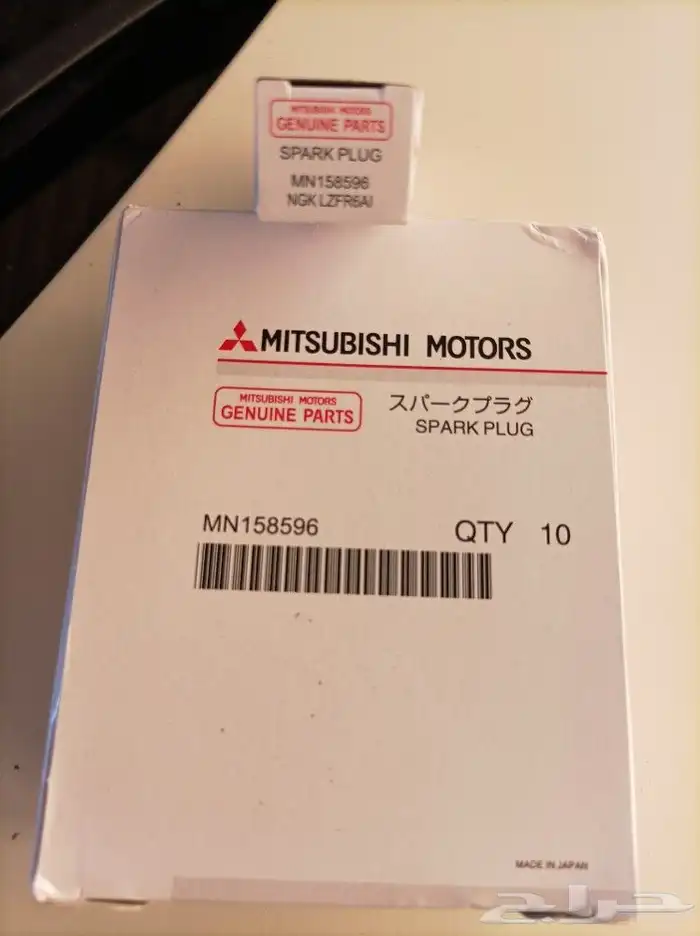 MITSUBISHI MOTORS
GENUINE PARTS
SPARK PLUG
MN158596
NGK LZFR6AI
MITSUBISHI MOTORS
MITSUBISHI MOTORS
GENUINE PARTS
スパークプラグ
SPARK PLUG
MN158596
QTY 10
MADE IN JAPAN
حراج